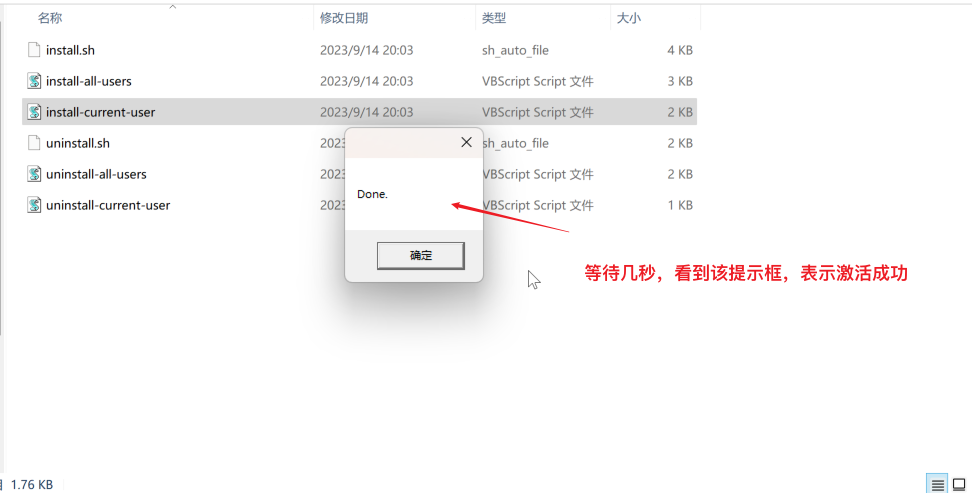 名称 修改日期 类型 大小
install.sh 2023/9/14 20:03 sh_auto_file 4 KB
install-all-users 2023/9/14 20:03 VBScript Script 文件 3 KB
install-current-user 2023/9/14 20:03 VBScript Script 文件 2 KB
uninstall.sh 2023 sh_auto_file 2 KB
uninstall-all-users 2023 VBScript Script 文件 2 KB
uninstall-current-user 2023 VBScript Script 文件 1 KB
Done.
确定
等待几秒，看到该提示框，表示激活成功
1.76 KB